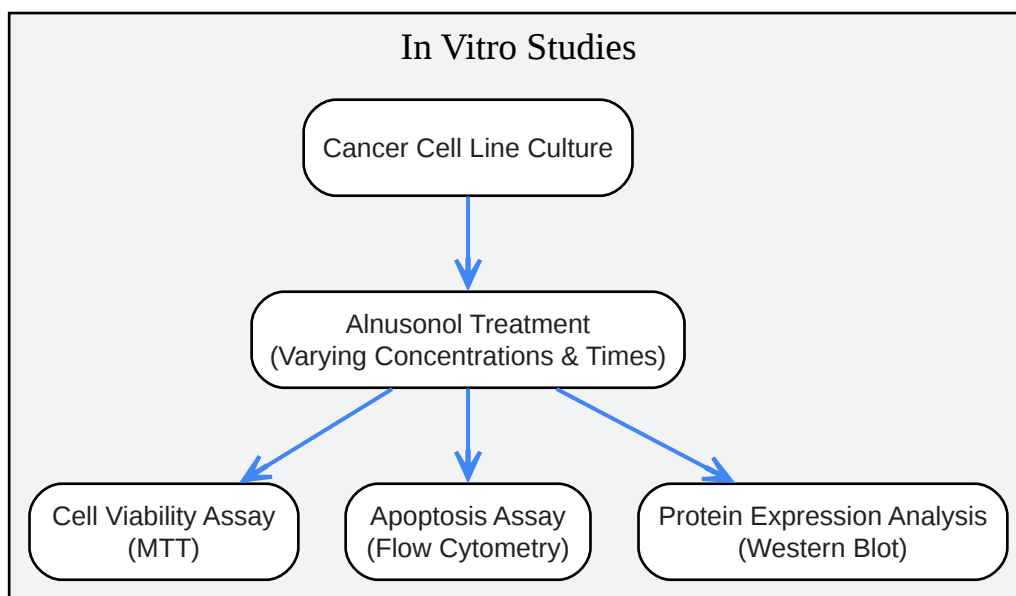 In Vitro Studies
Cancer Cell Line Culture
Alnusonol Treatment
(Varying Concentrations & Times)
Cell Viability Assay
(MTT)
Apoptosis Assay
(Flow Cytometry)
Protein Expression Analysis
(Western Blot)